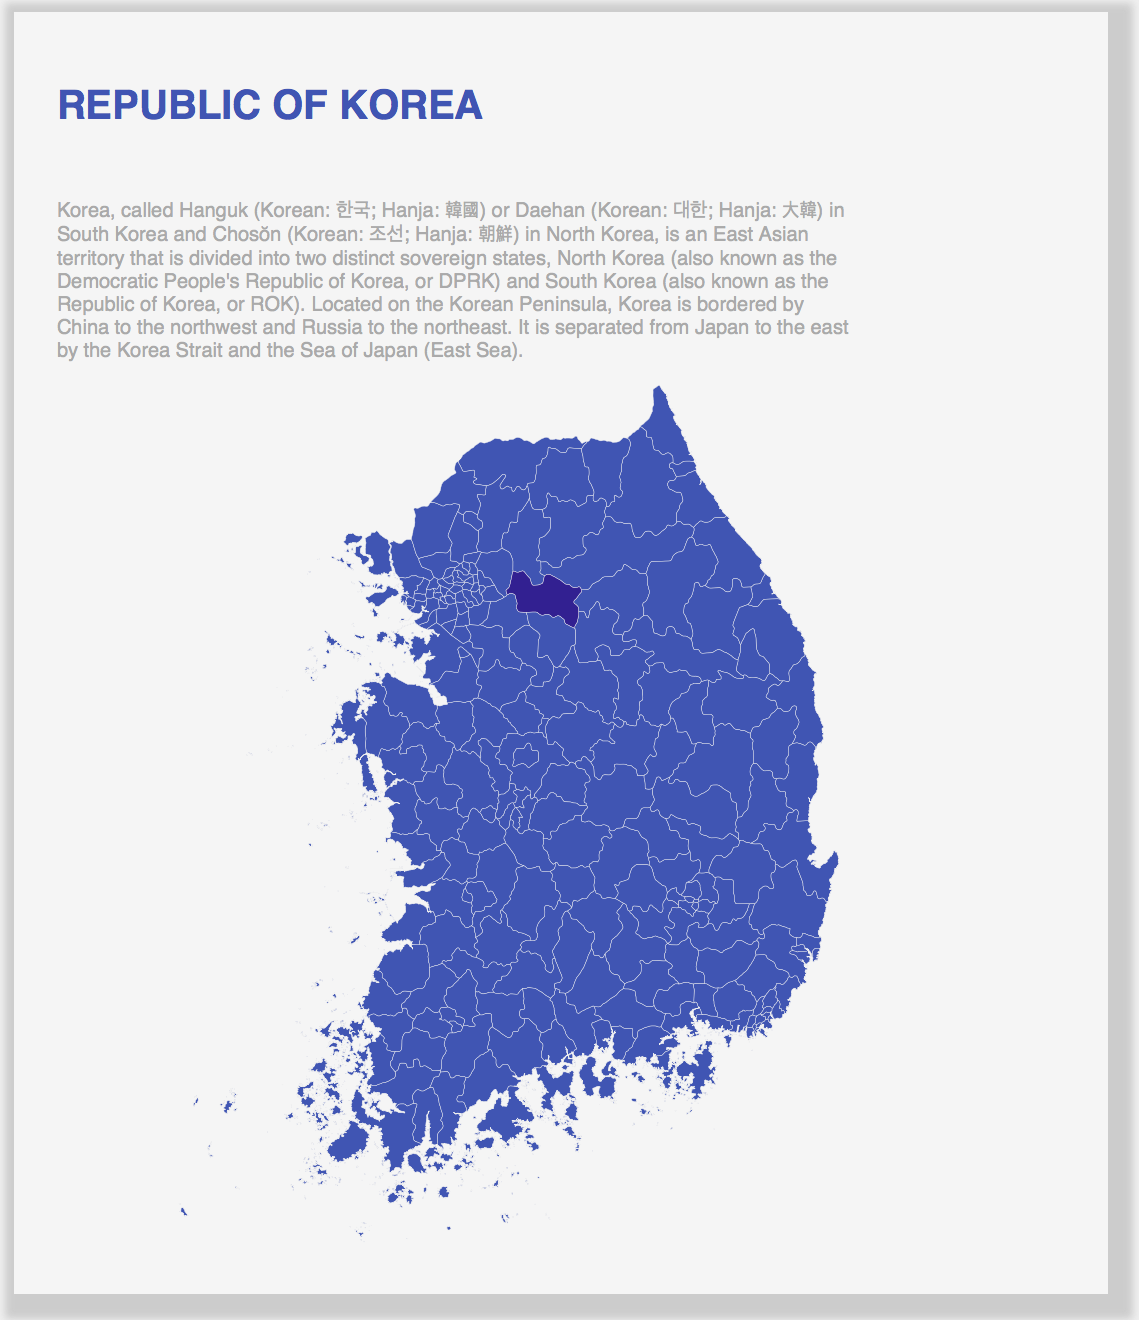 REPUBLIC OF KOREA
Korea, called Hanguk (Korean: 한국; Hanja: 韓國) or Daehan (Korean: 대한; Hanja: 大韓) in
South Korea and Chosŏn (Korean: 조선; Hanja: 朝鮮) in North Korea, is an East Asian
territory that is divided into two distinct sovereign states, North Korea (also known as the
Democratic People's Republic of Korea, or DPRK) and South Korea (also known as the
Republic of Korea, or ROK). Located on the Korean Peninsula, Korea is bordered by
China to the northwest and Russia to the northeast. It is separated from Japan to the east
by the Korea Strait and the Sea of Japan (East Sea).